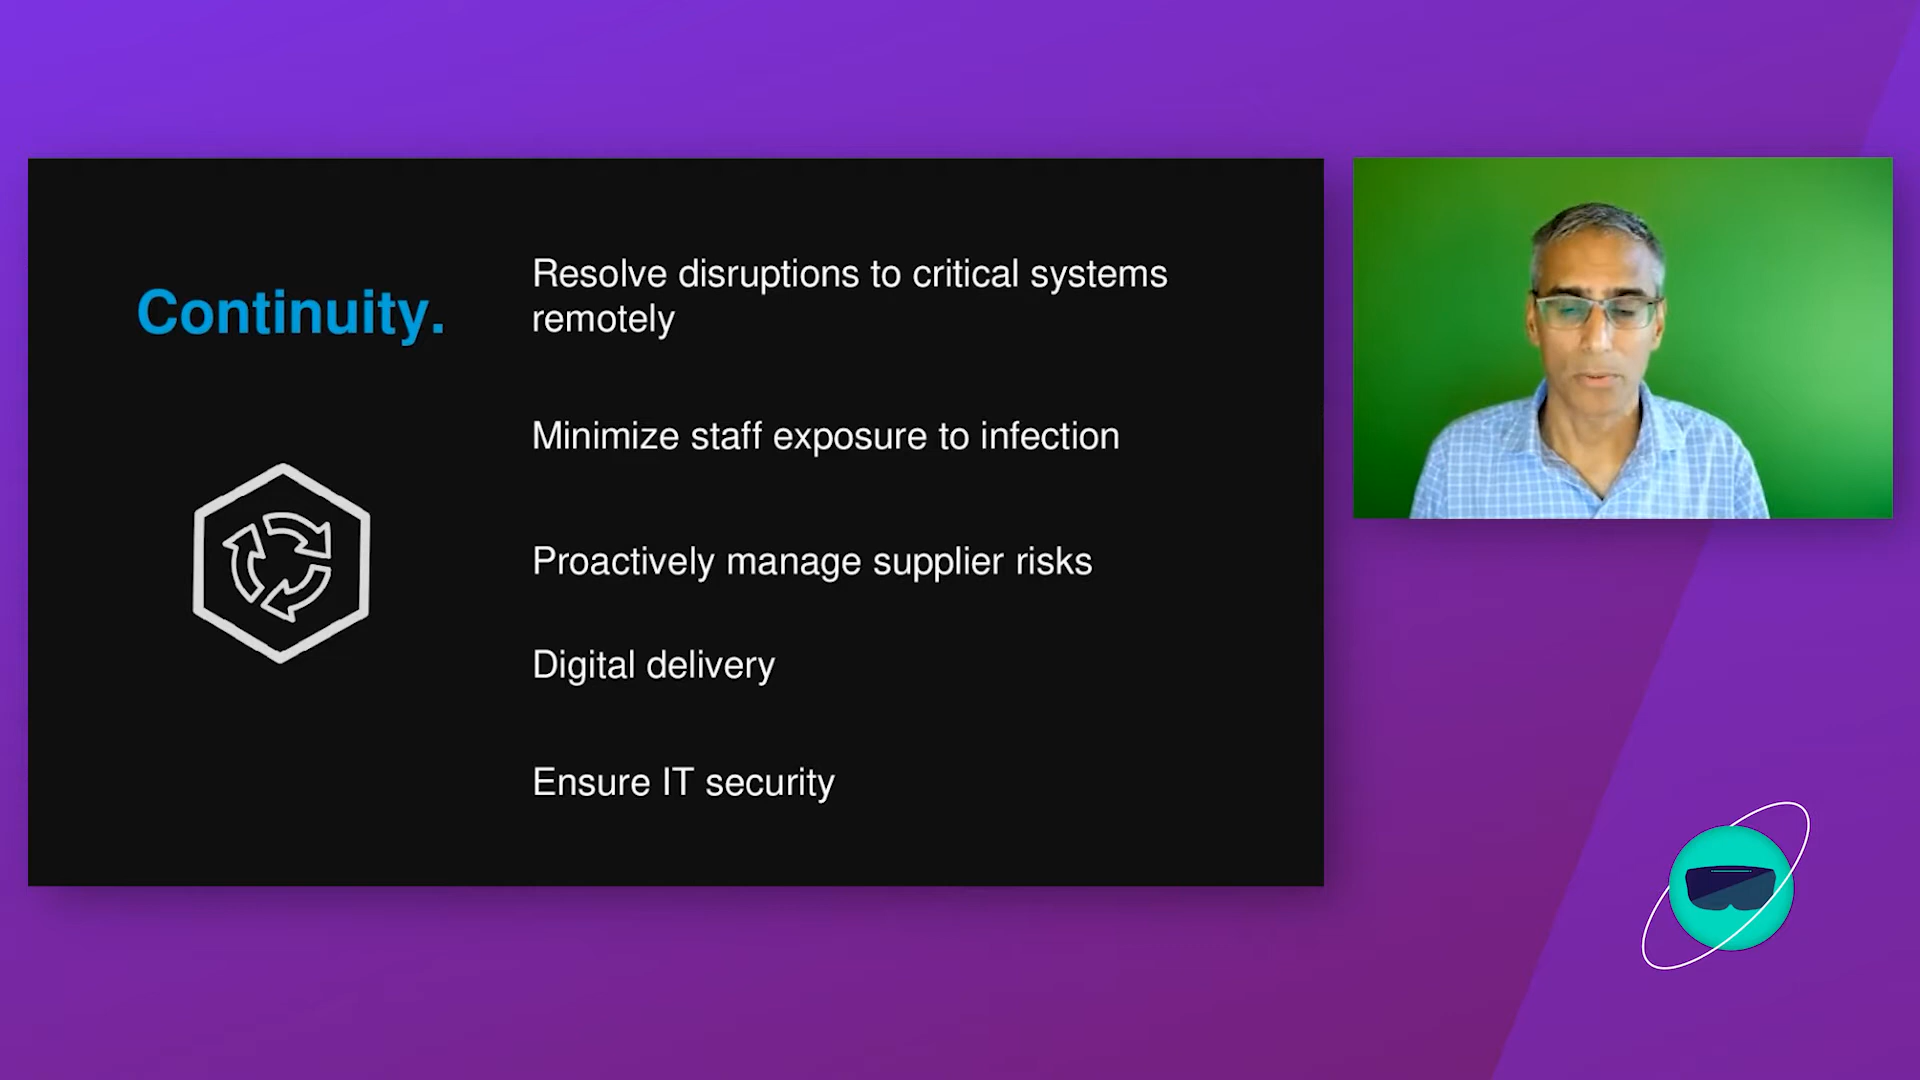 Continuity.
Resolve disruptions to critical systems
remotely
Minimize staff exposure to infection
Proactively manage supplier risks
Digital delivery
Ensure IT security